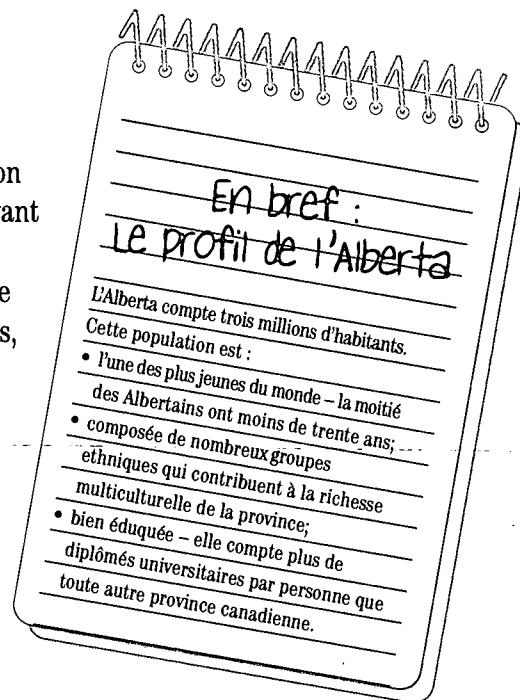 on
ant
e
s,
En bref :
Le profil de l'Alberta
L'Alberta compte trois millions d'habitants.
Cette population est :
• l'une des plus jeunes du monde – la moitié
des Albertains ont moins de trente ans;
• composée de nombreux groupes
ethniques qui contribuent à la richesse
multiculturelle de la province;
• bien éduquée – elle compte plus de
diplômés universitaires par personne que
toute autre province canadienne.